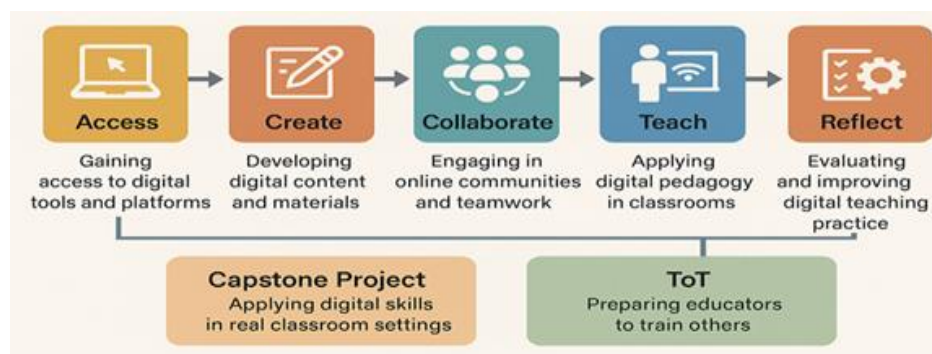 Access
Gaining
access to digital
tools and platforms
Create
Developing
digital content
and materials
Collaborate
Engaging in
online communities
and teamwork
Teach
Applying
digital pedagogy
in classrooms
Reflect
Evaluating
and improving
digital teaching
practice
Capstone Project
Applying digital skills
in real classroom settings
ToT
Preparing educators
to train others